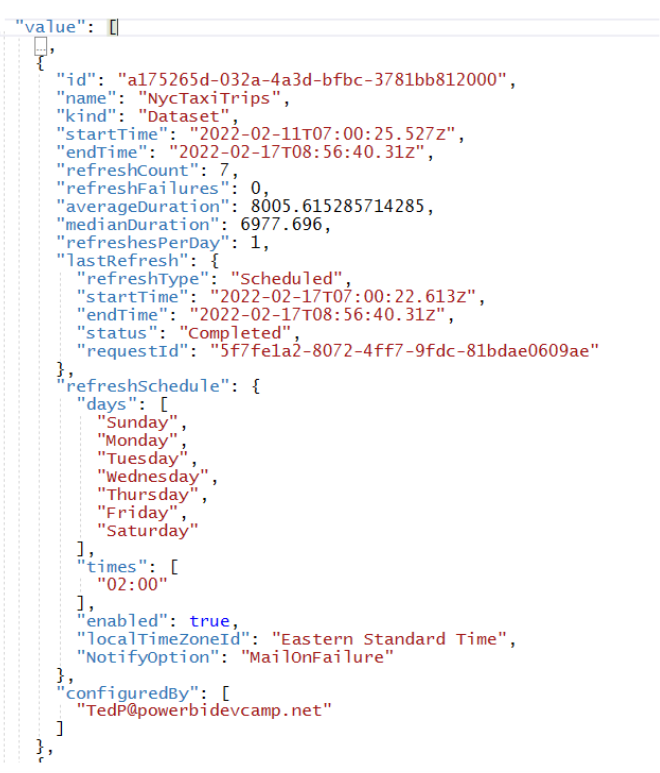 "value": [
...,
{
"id": "a175265d-032a-4a3d-bfbc-3781bb812000",
"name": "NycTaxiTrips",
"kind": "Dataset",
"startTime": "2022-02-11T07:00:25.527Z",
"endTime": "2022-02-17T08:56:40.31Z",
"refreshCount": 7,
"refreshFailures": 0,
"averageDuration": 8005.615285714285,
"medianDuration": 6977.696,
"refreshesPerDay": 1,
"lastRefresh": {
"refreshType": "Scheduled",
"startTime": "2022-02-17T07:00:22.613Z",
"endTime": "2022-02-17T08:56:40.31Z",
"status": "Completed",
"requestId": "5f7fe1a2-8072-4ff7-9fdc-81bdae0609ae"
},
"refreshSchedule": {
"days": [
"Sunday",
"Monday",
"Tuesday",
"Wednesday",
"Thursday",
"Friday",
"Saturday"
],
"times": [
"02:00"
],
"enabled": true,
"localTimeZoneId": "Eastern Standard Time",
"NotifyOption": "MailOnFailure"
},
"configuredBy": [
"TedP@powerbidevcamp.net"
]
},
{